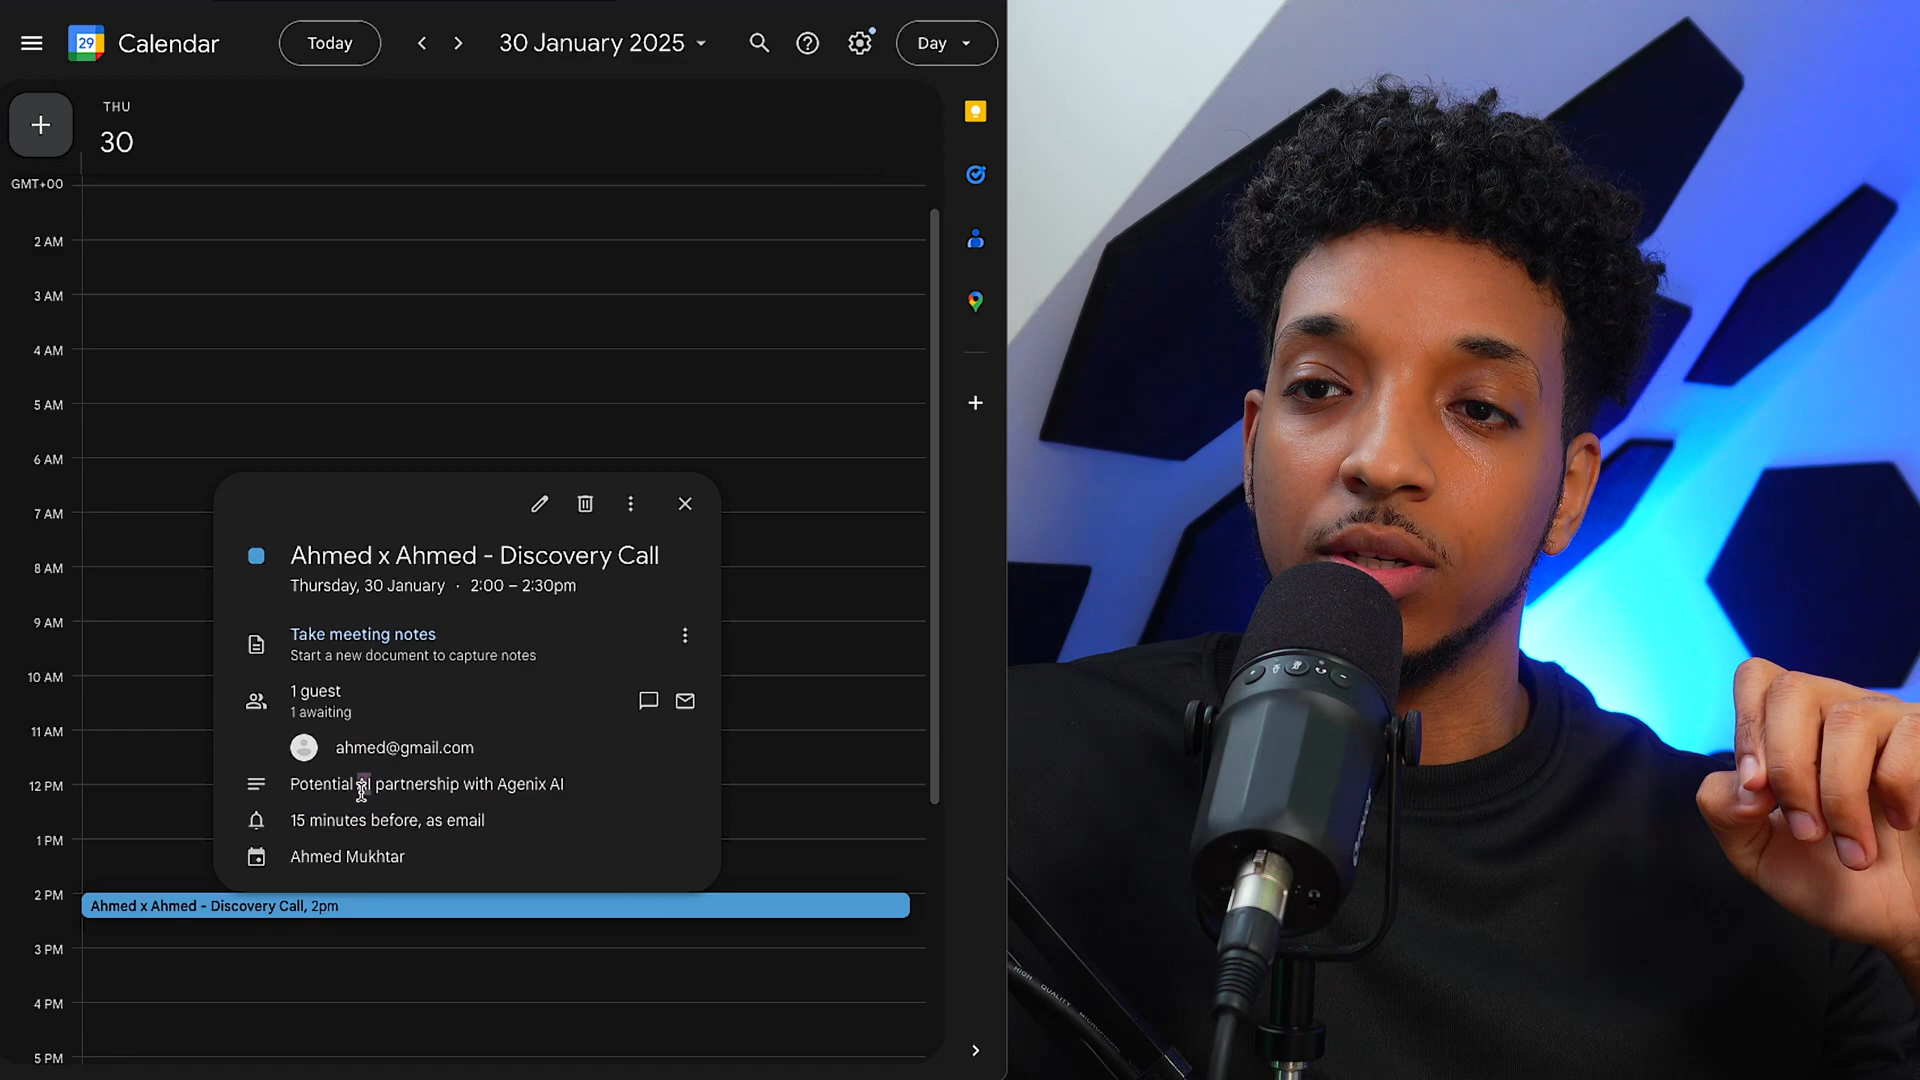 29
Calendar
Today
30 January 2025
Day
THU
30
GMT+00
2 AM
3 AM
4 AM
5 AM
6 AM
7 AM
8 AM
9 AM
10 AM
11 AM
12 PM
1 PM
2 PM
3 PM
4 PM
5 PM
Ahmed x Ahmed - Discovery Call
Thursday, 30 January · 2:00 – 2:30pm
Take meeting notes
Start a new document to capture notes
1 guest
1 awaiting
ahmed@gmail.com
Potential partnership with Agenix AI
15 minutes before, as email
Ahmed Mukhtar
Ahmed x Ahmed - Discovery Call, 2pm
HIGH QUALITY